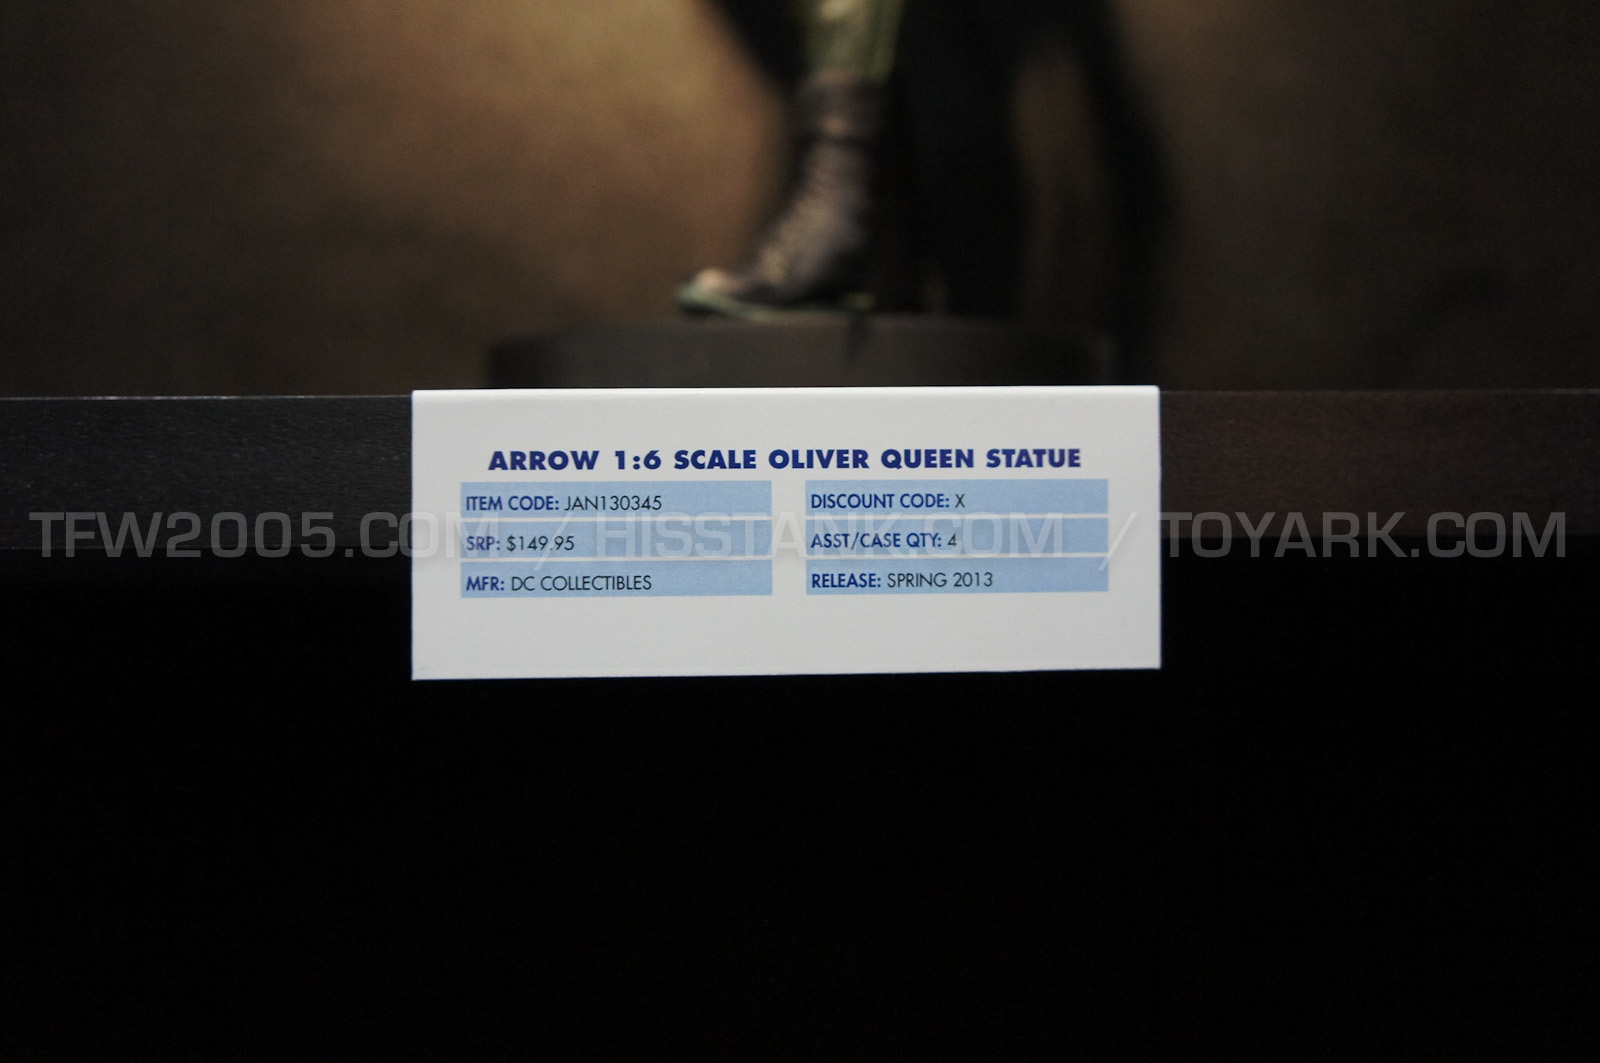 ARROW 1:6 SCALE OLIVER QUEEN STATUE
ITEM CODE: JAN130345
SRP: $149.95
MFR: DC COLLECTIBLES
DISCOUNT CODE: X
ASST/CASE QTY: 4
RELEASE: SPRING 2013
TFW2005.COM / HISSTANK.COM / TOYARK.COM